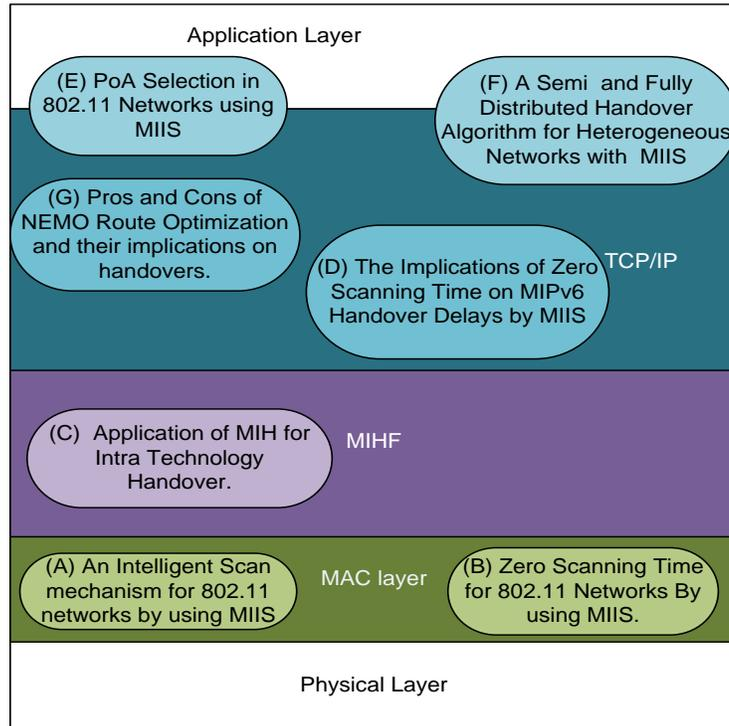 Application Layer
(E) PoA Selection in
802.11 Networks using
MIIS
(F) A Semi and Fully
Distributed Handover
Algorithm for Heterogeneous
Networks with MIIS
(G) Pros and Cons of
NEMO Route Optimization
and their implications on
handovers.
(D) The Implications of Zero
Scanning Time on MIPv6
Handover Delays by MIIS
TCP/IP
(C) Application of MIH for
Intra Technology
Handover.
MIHF
(A) An Intelligent Scan
mechanism for 802.11
networks by using MIIS
MAC layer
(B) Zero Scanning Time
for 802.11 Networks By
using MIIS.
Physical Layer